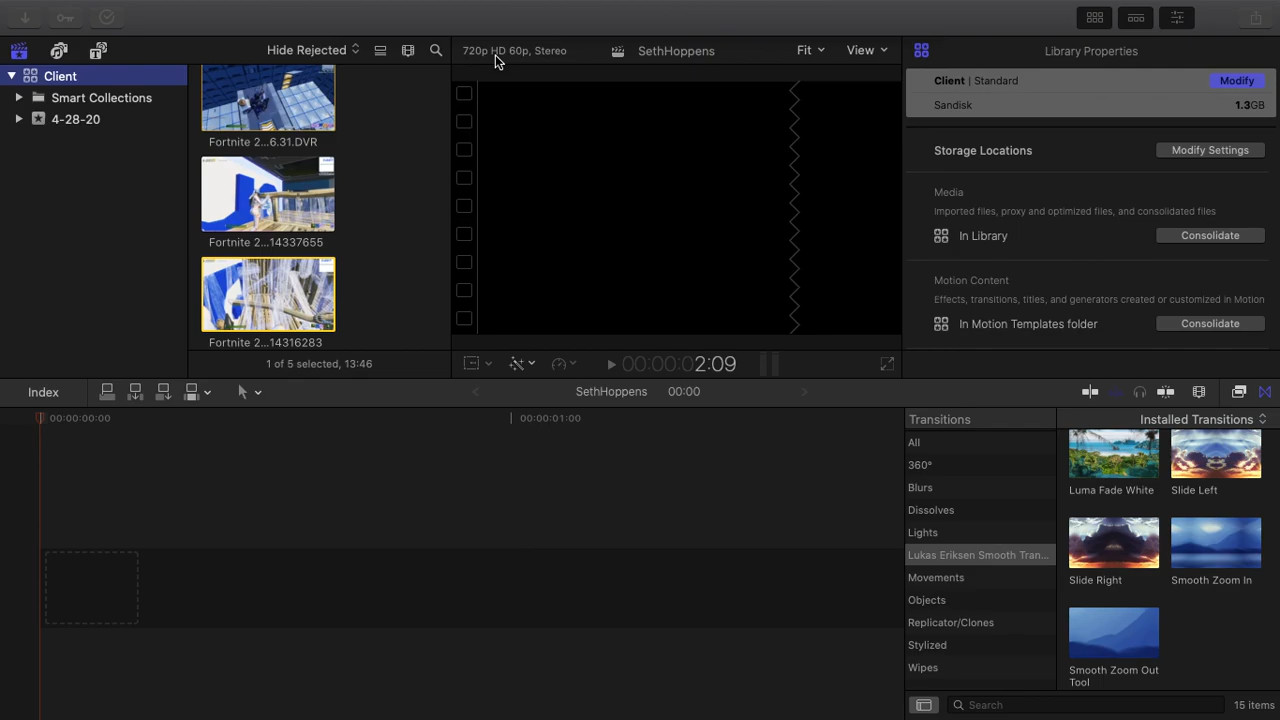 Hide Rejected
720p HD 60p, Stereo
SethHoppens
Fit
View
Library Properties
Client
Smart Collections
4-28-20
Fortnite 2...6.31.DVR
Fortnite 2...14337655
Fortnite 2...14316283
1 of 5 selected, 13:46
Client | Standard
Modify
Sandisk
1.3GB
Storage Locations
Modify Settings
Media
Imported files, proxy and optimized files, and consolidated files
In Library
Consolidate
Motion Content
Effects, transitions, titles, and generators created or customized in Motion
In Motion Templates folder
Consolidate
00:00:00:02:09
Index
SethHoppens
00:00
00:00:00:00
00:00:01:00
Transitions
Installed Transitions
All
360°
Blurs
Dissolves
Lights
Lukas Eriksen Smooth Tran...
Movements
Objects
Replicator/Clones
Stylized
Wipes
Luma Fade White
Slide Left
Slide Right
Smooth Zoom In
Smooth Zoom Out
Tool
Search
15 items